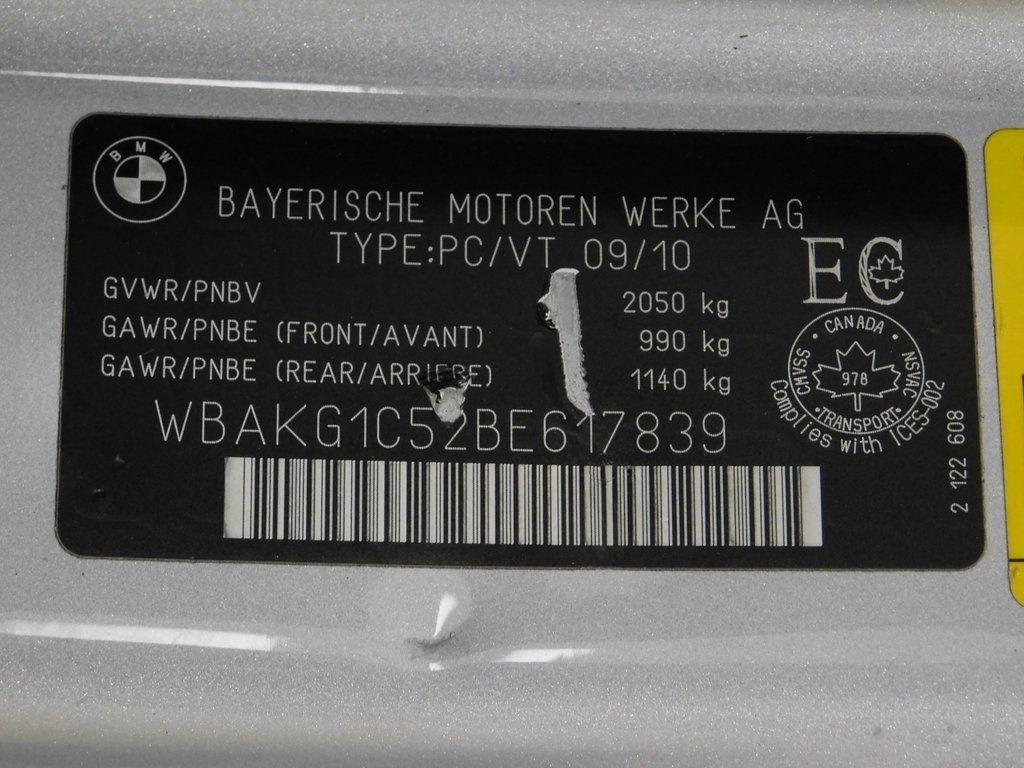 BMW
BAYERISCHE MOTOREN WERKE AG
TYPE:PC/VT 09/10
GVWR/PNBV 2050 kg
GAWR/PNBE (FRONT/AVANT) 990 kg
GAWR/PNBE (REAR/ARRIERE) 1140 kg
WBAKG1C52BE617839
EC
CANADA
CMVSS 978 NSVAC
TRANSPORT
Complies with ICES-002
2 122 608